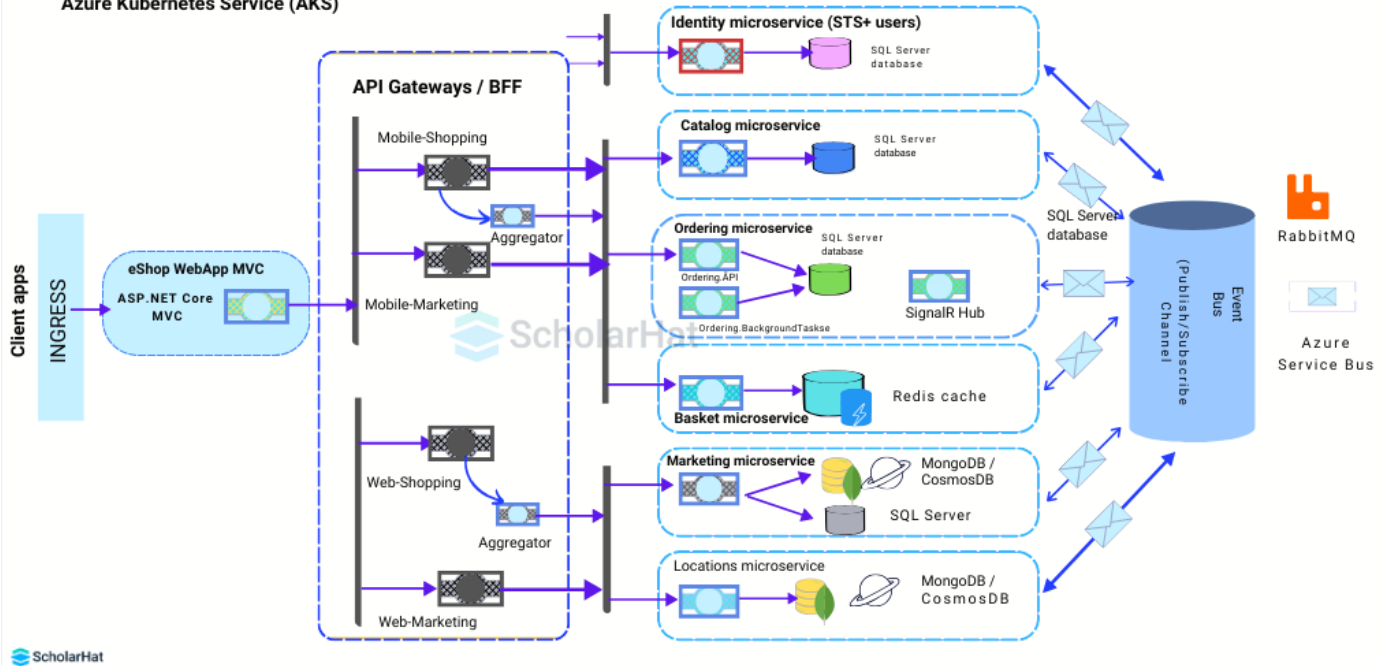 Azure Kubernetes Service (AKS)
Client apps
INGRESS
eShop WebApp MVC
ASP.NET Core
MVC
API Gateways / BFF
Mobile-Shopping
Aggregator
Mobile-Marketing
Web-Shopping
Aggregator
Web-Marketing
Identity microservice (STS+ users)
SQL Server
database
Catalog microservice
SQL Server
database
Ordering microservice
SQL Server
database
Ordering.API
Ordering.BackgroundTaskse
SignalR Hub
Basket microservice
Redis cache
Marketing microservice
MongoDB /
CosmosDB
SQL Server
Locations microservice
MongoDB /
CosmosDB
SQL Server
database
Event
Bus
(Publish/Subscribe
Channel
RabbitMQ
Azure
Service Bus
ScholarHat
ScholarHat